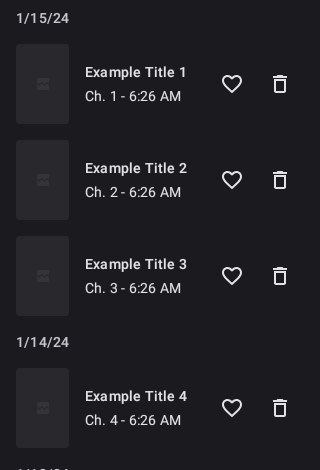 1/15/24
Example Title 1
Ch. 1 - 6:26 AM
Example Title 2
Ch. 2 - 6:26 AM
Example Title 3
Ch. 3 - 6:26 AM
1/14/24
Example Title 4
Ch. 4 - 6:26 AM